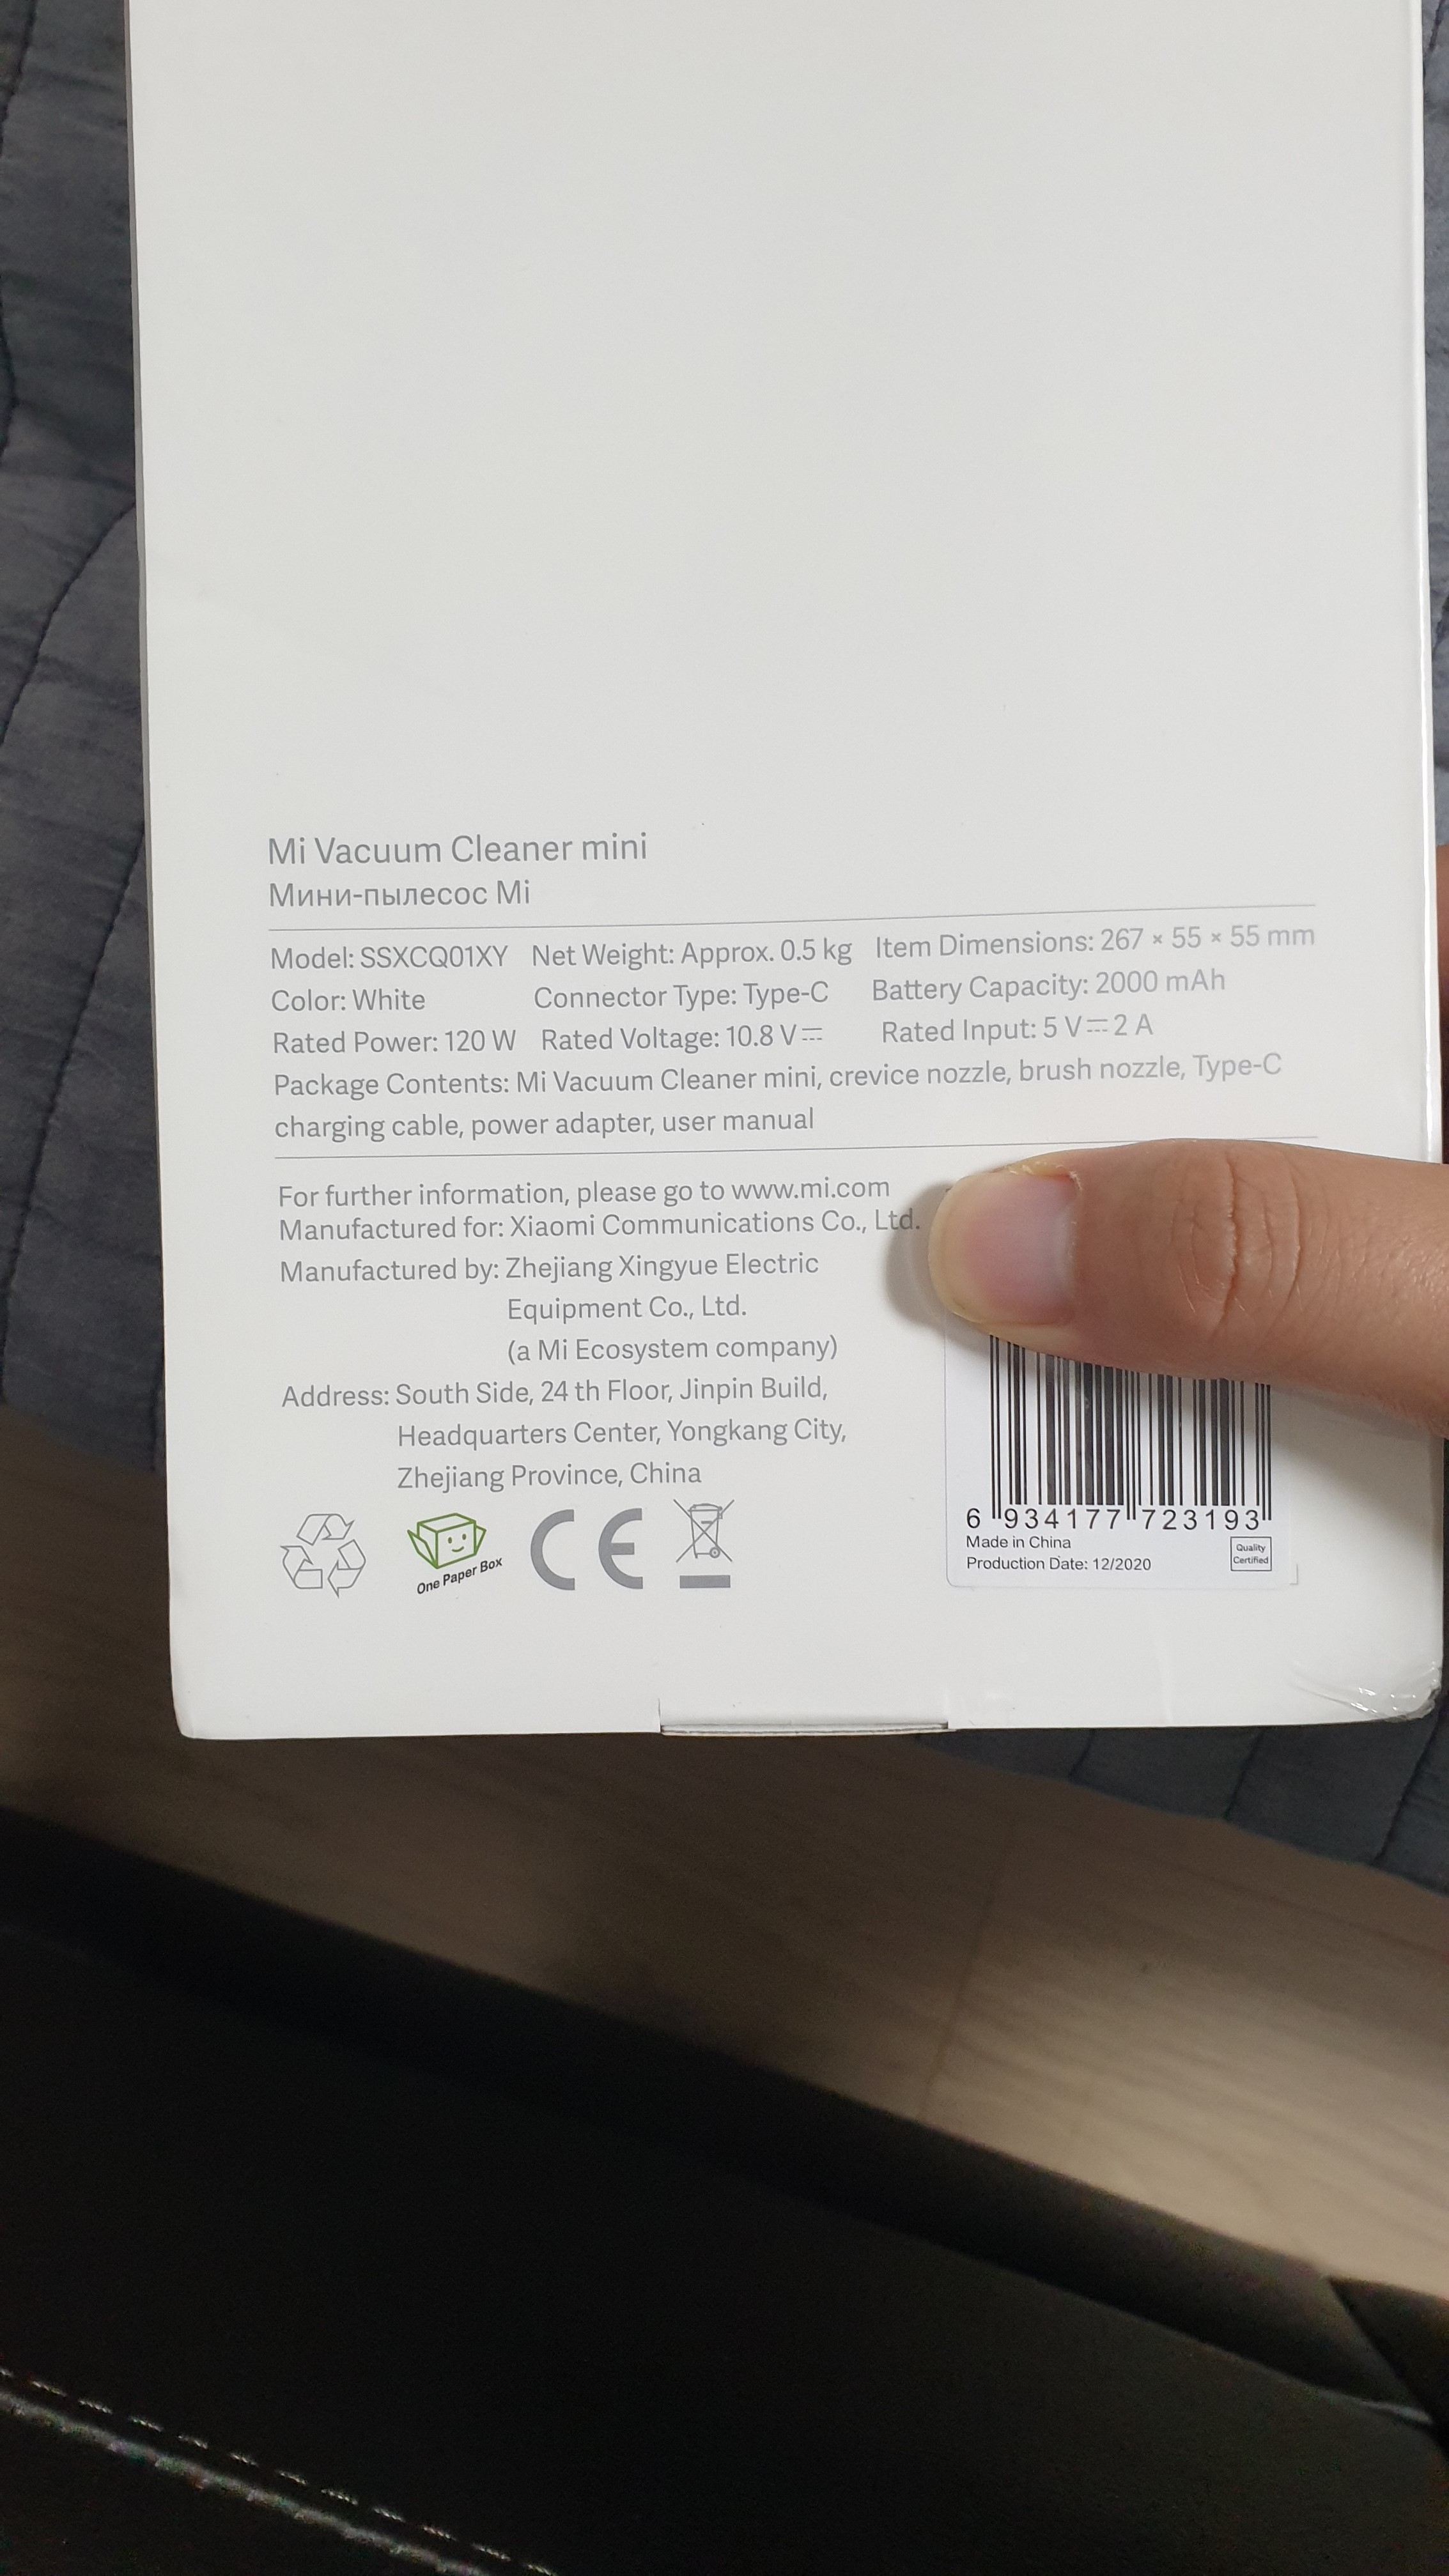 Mi Vacuum Cleaner mini
Мини-пылесос Mi
Model: SSXCQ01XY Net Weight: Approx. 0.5 kg Item Dimensions: 267 × 55 × 55 mm
Color: White Connector Type: Type-C Battery Capacity: 2000 mAh
Rated Power: 120 W Rated Voltage: 10.8 V⎓ Rated Input: 5 V⎓2 A
Package Contents: Mi Vacuum Cleaner mini, crevice nozzle, brush nozzle, Type-C
charging cable, power adapter, user manual
For further information, please go to www.mi.com
Manufactured for: Xiaomi Communications Co., Ltd.
Manufactured by: Zhejiang Xingyue Electric
Equipment Co., Ltd.
(a Mi Ecosystem company)
Address: South Side, 24 th Floor, Jinpin Build,
Headquarters Center, Yongkang City,
Zhejiang Province, China
One Paper Box
CE
6 934177 723193
Made in China
Production Date: 12/2020
Quality
Certified